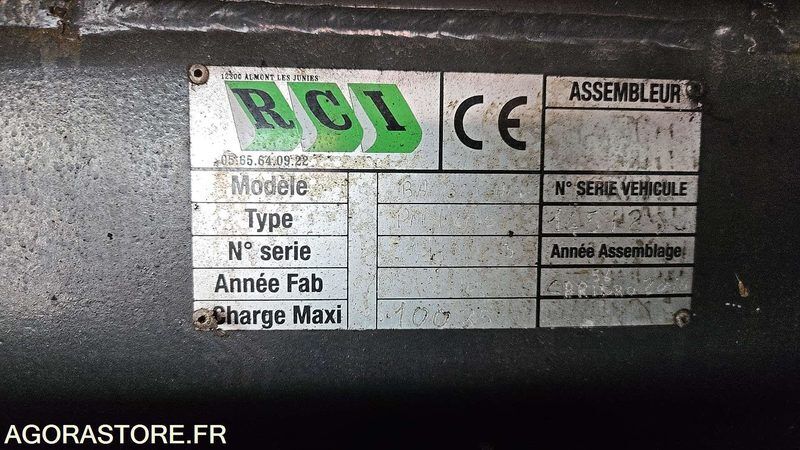 12300 ALMONT LES JUNIES
RCI
05.65.64.09.22
CE
ASSEMBLEUR
Modèle
N° SERIE VEHICULE
Type
N° serie
Année Assemblage
Année Fab
Charge Maxi
AGORASTORE.FR